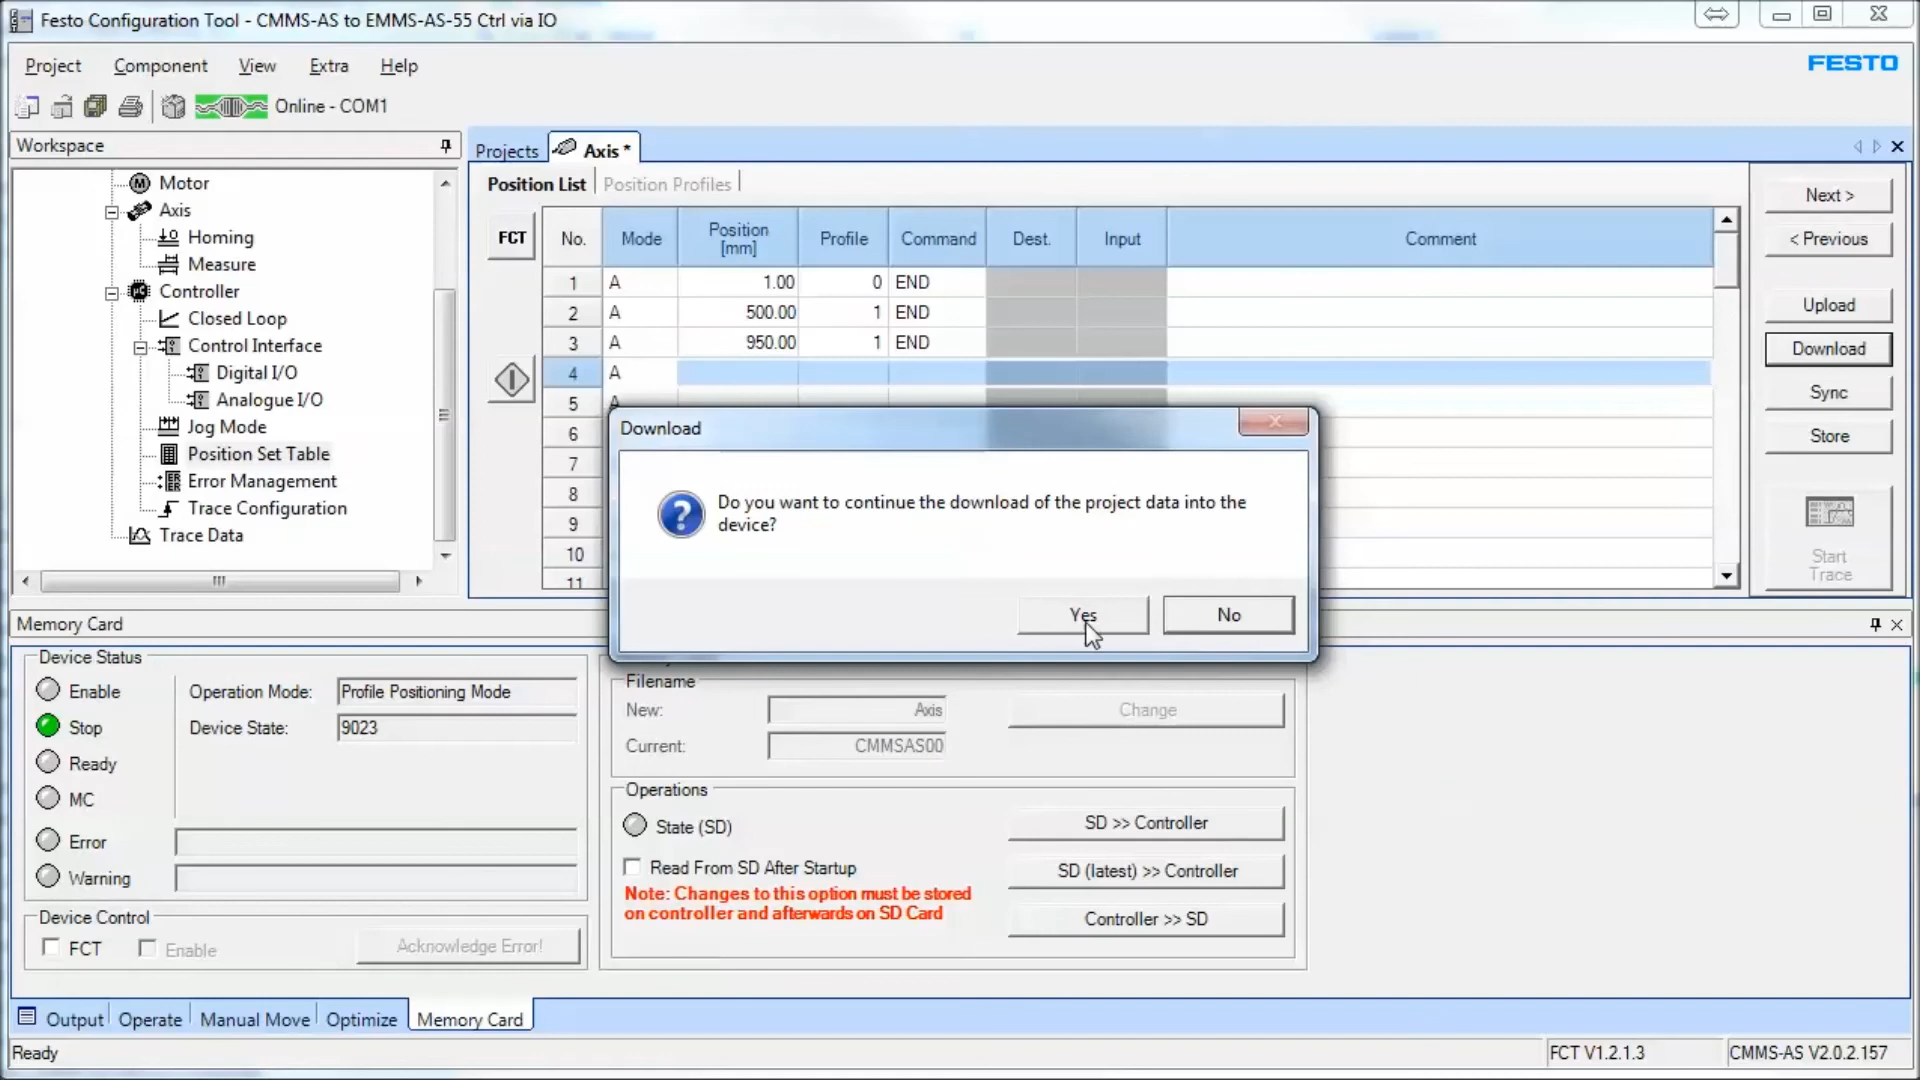 Festo Configuration Tool - CMMS-AS to EMMS-AS-55 Ctrl via IO
Project Component View Extra Help
FESTO
Online - COM1
Workspace
Projects Axis *
Motor
Axis
Homing
Measure
Controller
Closed Loop
Control Interface
Digital I/O
Analogue I/O
Jog Mode
Position Set Table
Error Management
Trace Configuration
Trace Data
Position List Position Profiles
FCT
No. Mode Position [mm] Profile Command Dest. Input Comment
1 A 1.00 0 END
2 A 500.00 1 END
3 A 950.00 1 END
4 A
5 A
6
7
8
9
10
11
Next >
< Previous
Upload
Download
Sync
Store
Start
Trace
Download
Do you want to continue the download of the project data into the
device?
Yes No
Memory Card
Device Status
Enable
Stop
Ready
MC
Error
Warning
Operation Mode: Profile Positioning Mode
Device State: 9023
Device Control
FCT Enable Acknowledge Error!
Filename
New: Axis Change
Current: CMMSAS00
Operations
State (SD) SD >> Controller
Read From SD After Startup SD (latest) >> Controller
Note: Changes to this option must be stored
on controller and afterwards on SD Card
Controller >> SD
Output Operate Manual Move Optimize Memory Card
Ready FCT V1.2.1.3 CMMS-AS V2.0.2.157